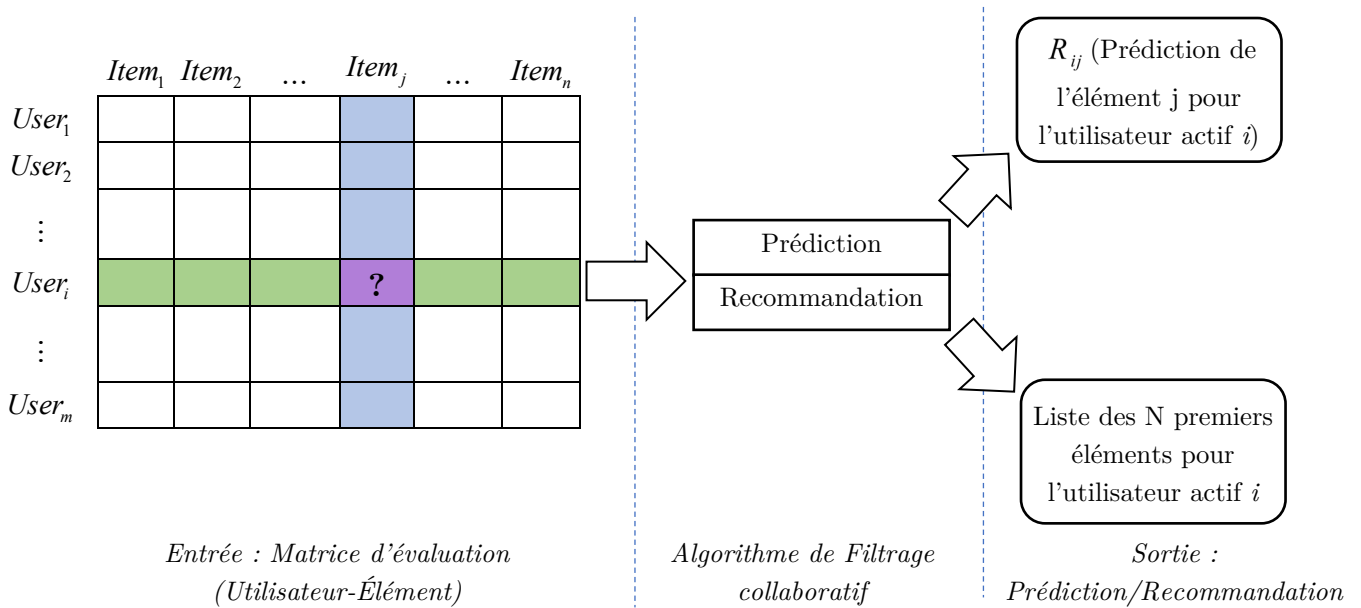 Item₁ Item₂ ... Itemⱼ ... Itemₙ
User₁
User₂
⋮
Userᵢ ?
⋮
Userₘ
Prédiction
Recommandation
Rᵢⱼ (Prédiction de
l'élément j pour
l'utilisateur actif i)
Liste des N premiers
éléments pour
l'utilisateur actif i
Entrée : Matrice d'évaluation
(Utilisateur-Élément)
Algorithme de Filtrage
collaboratif
Sortie :
Prédiction/Recommandation